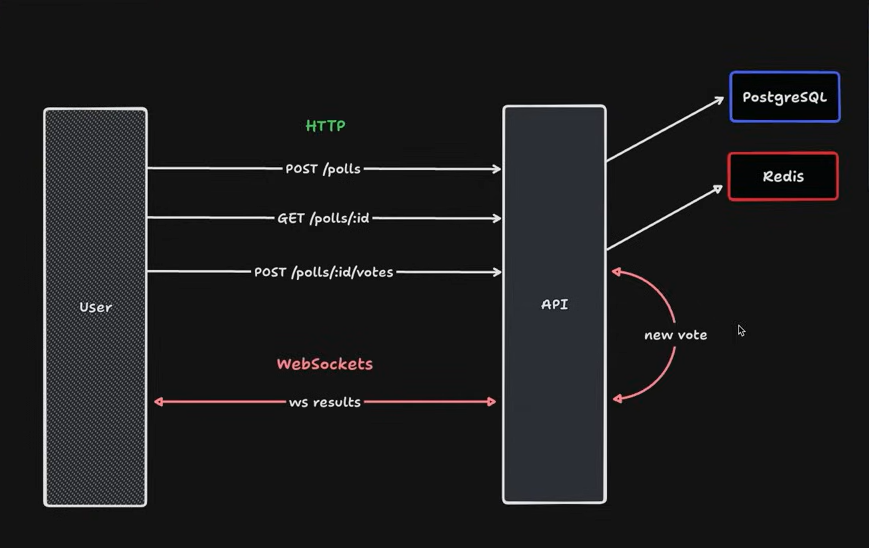 PostgreSQL
HTTP
POST /polls
Redis
GET /polls/:id
POST /polls/:id/votes
User
API
new vote
WebSockets
ws results